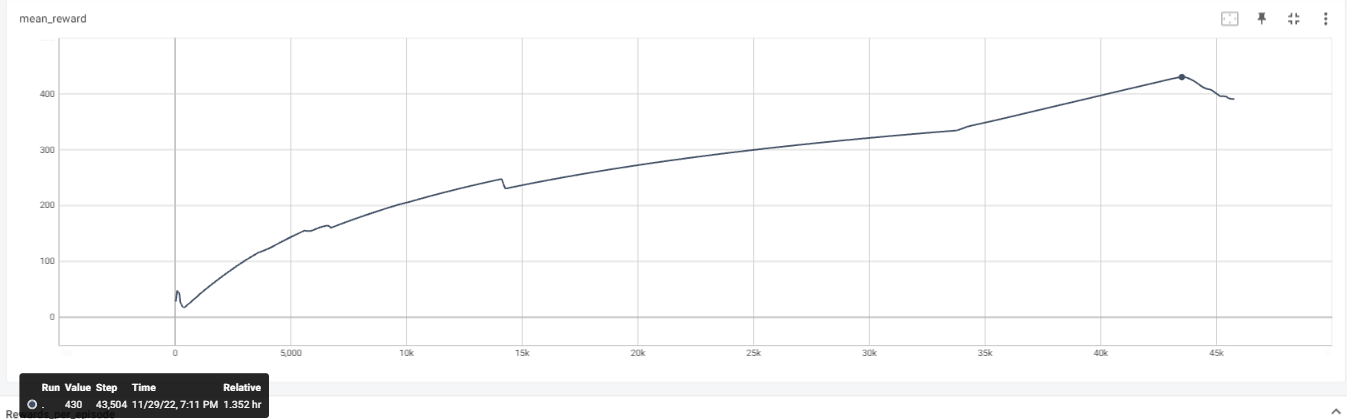 mean_reward
400
300
200
100
0
0 5,000 10k 15k 20k 25k 30k 35k 40k 45k
Run Value Step Time Relative
. 430 43,504 11/29/22, 7:11 PM 1.352 hr
Rewards_per_episode